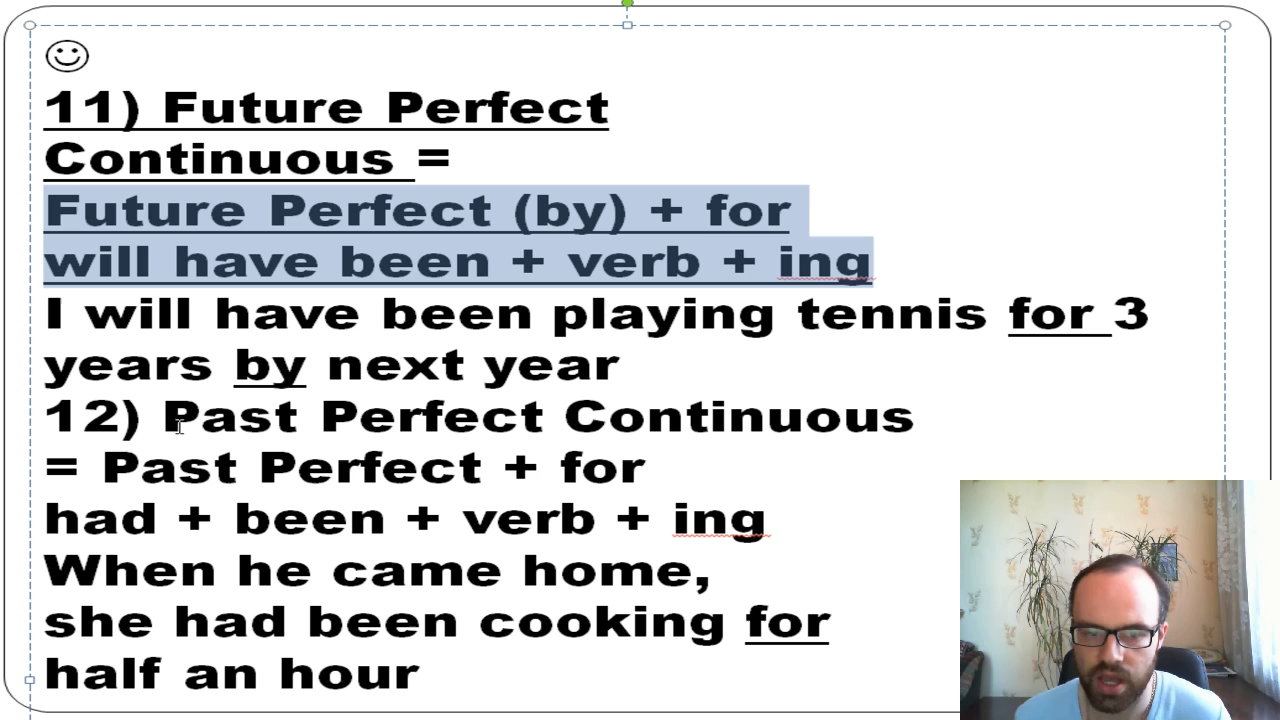 11) Future Perfect
Continuous =
Future Perfect (by) + for
will have been + verb + ing
I will have been playing tennis for 3
years by next year
12) Past Perfect Continuous
= Past Perfect + for
had + been + verb + ing
When he came home,
she had been cooking for
half an hour